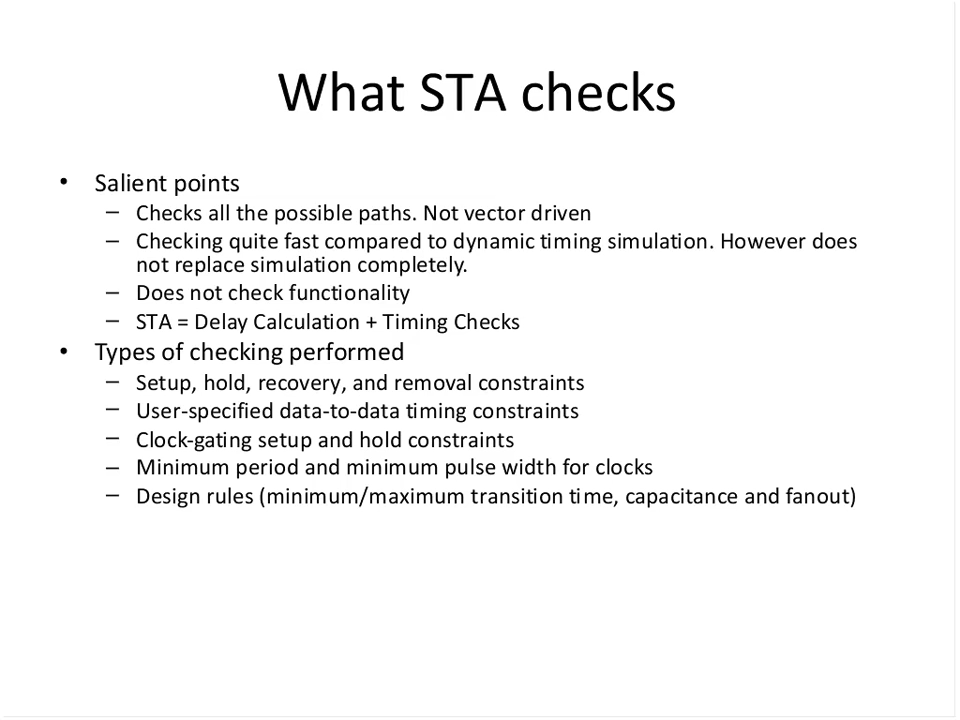 What STA checks
• Salient points
– Checks all the possible paths. Not vector driven
– Checking quite fast compared to dynamic timing simulation. However does
not replace simulation completely.
– Does not check functionality
– STA = Delay Calculation + Timing Checks
• Types of checking performed
– Setup, hold, recovery, and removal constraints
– User-specified data-to-data timing constraints
– Clock-gating setup and hold constraints
– Minimum period and minimum pulse width for clocks
– Design rules (minimum/maximum transition time, capacitance and fanout)